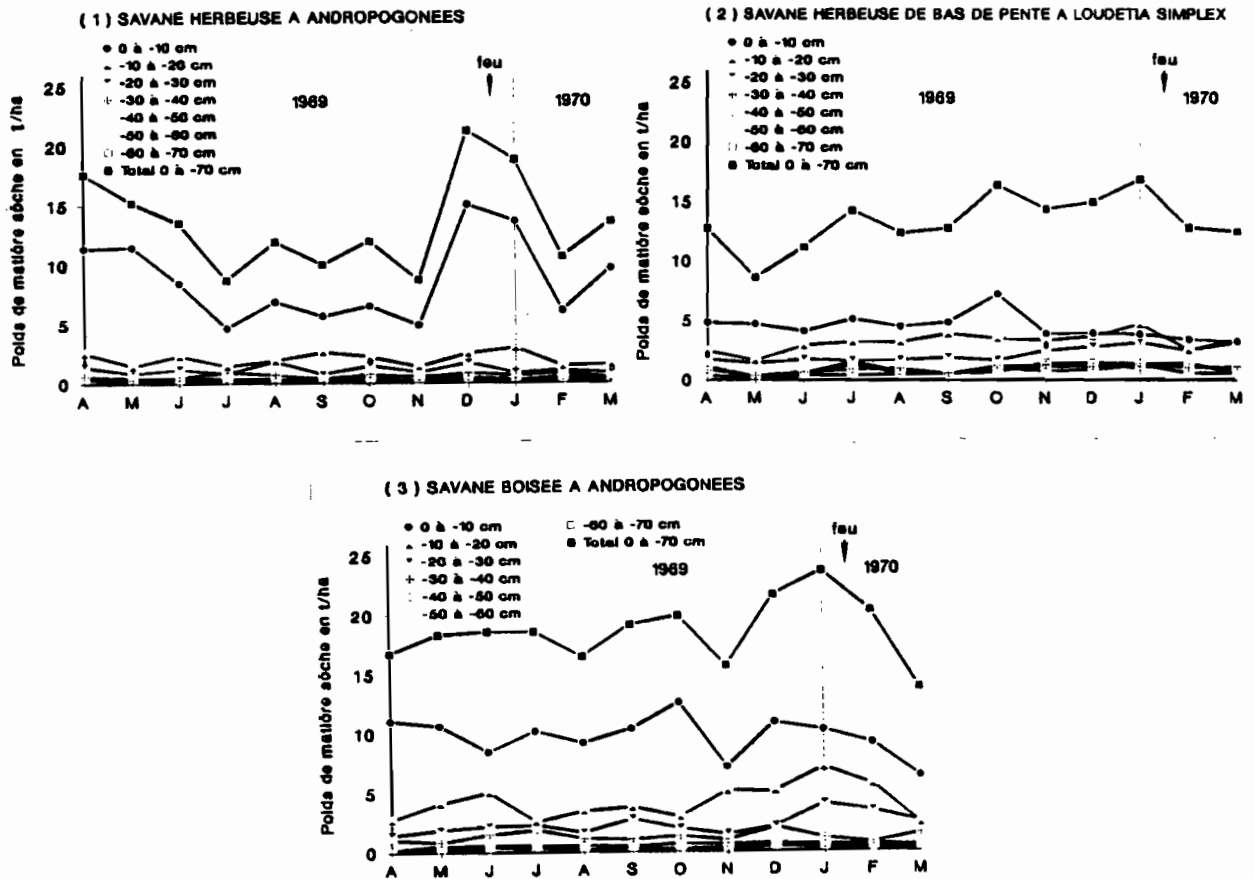 ( 1 ) SAVANE HERBEUSE A ANDROPOGONEES
0 à -10 cm
-10 à -20 cm
-20 à -30 cm
-30 à -40 cm
-40 à -50 cm
-50 à -60 cm
-60 à -70 cm
Total 0 à -70 cm
feu
1969
1970
Poids de matière sèche en t/ha
25
20
15
10
5
0
A M J J A S O N D J F M
( 2 ) SAVANE HERBEUSE DE BAS DE PENTE A LOUDETIA SIMPLEX
0 à -10 cm
-10 à -20 cm
-20 à -30 cm
-30 à -40 cm
-40 à -50 cm
-50 à -60 cm
-60 à -70 cm
Total 0 à -70 cm
feu
1969
1970
Poids de matière sèche en t/ha
25
20
15
10
5
0
A M J J A S O N D J F M
( 3 ) SAVANE BOISEE A ANDROPOGONEES
0 à -10 cm
-10 à -20 cm
-20 à -30 cm
-30 à -40 cm
-40 à -50 cm
-50 à -60 cm
-60 à -70 cm
Total 0 à -70 cm
feu
1969
1970
Poids de matière sèche en t/ha
25
20
15
10
5
0
A M J J A S O N D J F M